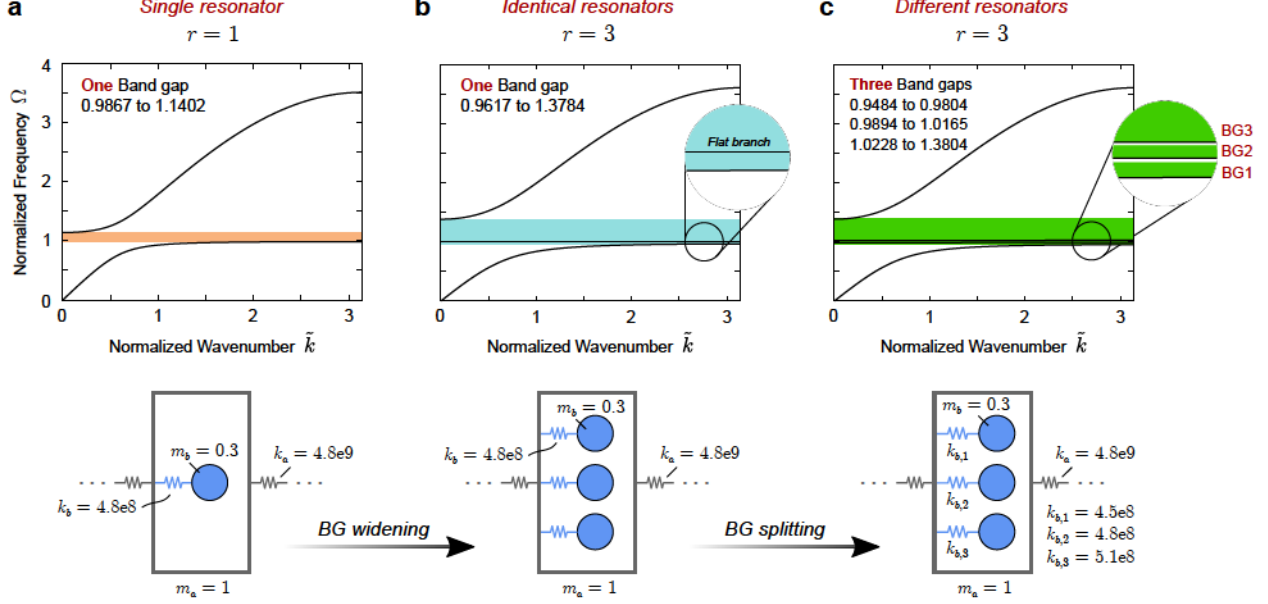 a
Single resonator
r = 1
Normalized Frequency Ω
One Band gap
0.9867 to 1.1402
4
3
2
1
0
0
1
2
3
Normalized Wavenumber k̃
b
Identical resonators
r = 3
One Band gap
0.9617 to 1.3784
Flat branch
0
1
2
3
Normalized Wavenumber k̃
c
Different resonators
r = 3
Three Band gaps
0.9484 to 0.9804
0.9894 to 1.0165
1.0228 to 1.3804
BG3
BG2
BG1
0
1
2
3
Normalized Wavenumber k̃
m_b = 0.3
k_a = 4.8e9
k_b = 4.8e8
m_a = 1
BG widening
m_b = 0.3
k_b = 4.8e8
k_a = 4.8e9
m_a = 1
BG splitting
m_b = 0.3
k_b,1
k_b,2
k_b,3
k_a = 4.8e9
k_b,1 = 4.5e8
k_b,2 = 4.8e8
k_b,3 = 5.1e8
m_a = 1